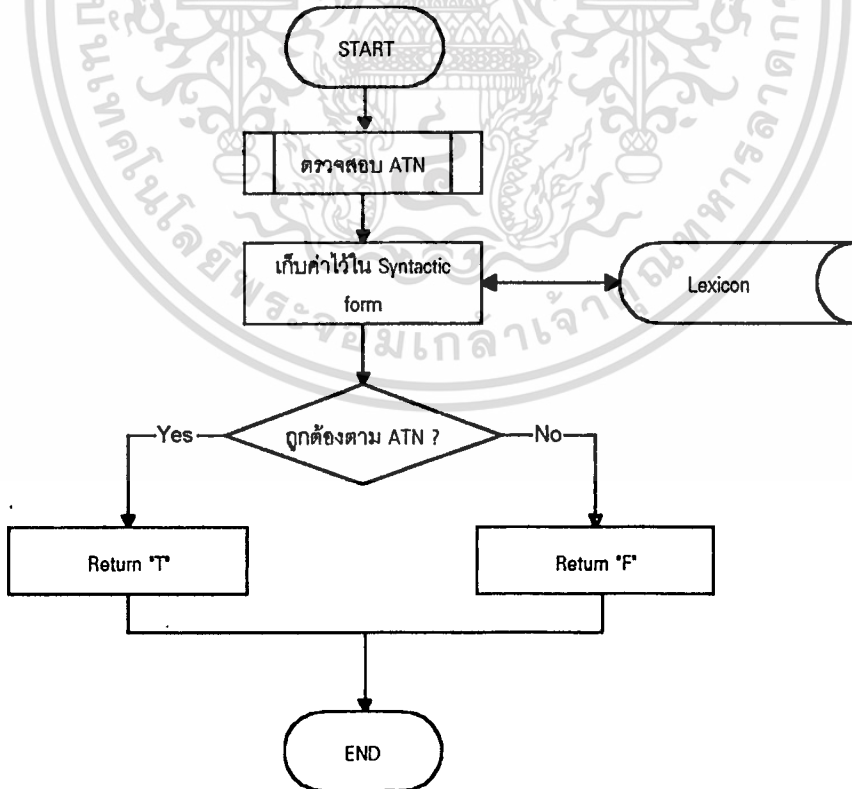 START
ตรวจสอบ ATN
เก็บค่าไว้ใน Syntactic
form
Lexicon
ถูกต้องตาม ATN ?
Yes
No
Return "T"
Return "F"
END